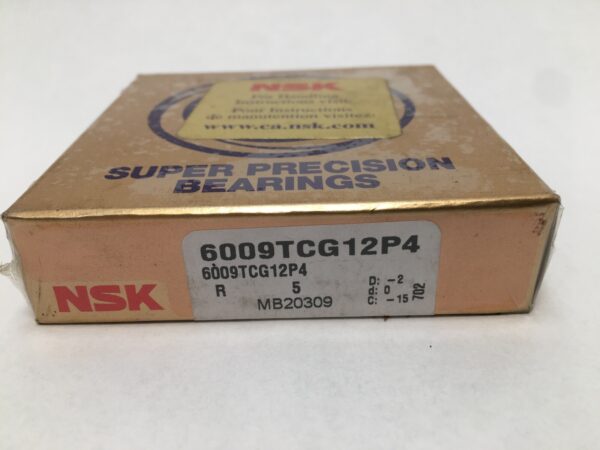 NSK
For Handling
Instructions visit:
Pour Instructions
de manutention visitez:
www.ca.nsk.com
SUPER PRECISION
BEARINGS
NSK
6009TCG12P4
6009TCG12P4
R 5
MB20309
D: -2
d: 0
C: -15
702